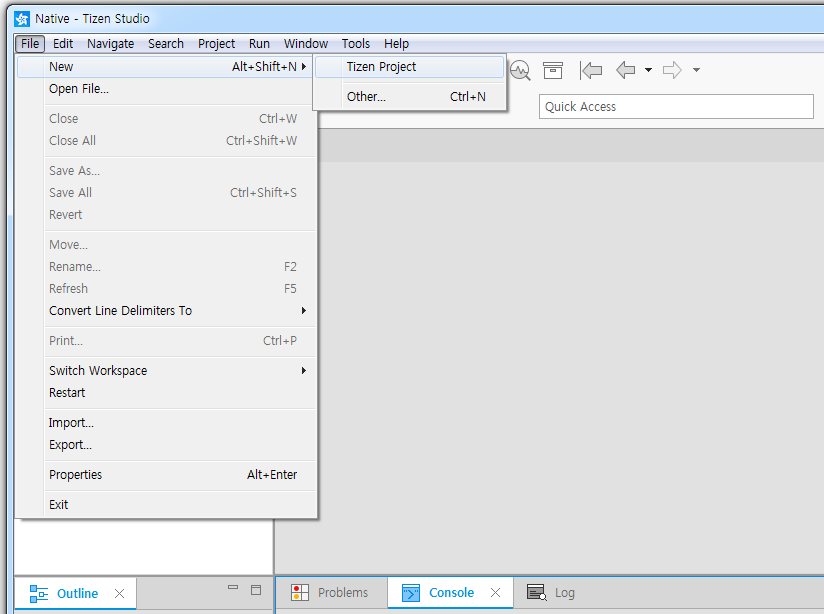 Native - Tizen Studio
File Edit Navigate Search Project Run Window Tools Help
New Alt+Shift+N
Tizen Project
Other... Ctrl+N
Quick Access
Open File...
Close Ctrl+W
Close All Ctrl+Shift+W
Save As...
Save All Ctrl+Shift+S
Revert
Move...
Rename... F2
Refresh F5
Convert Line Delimiters To
Print... Ctrl+P
Switch Workspace
Restart
Import...
Export...
Properties Alt+Enter
Exit
Outline
Problems Console Log